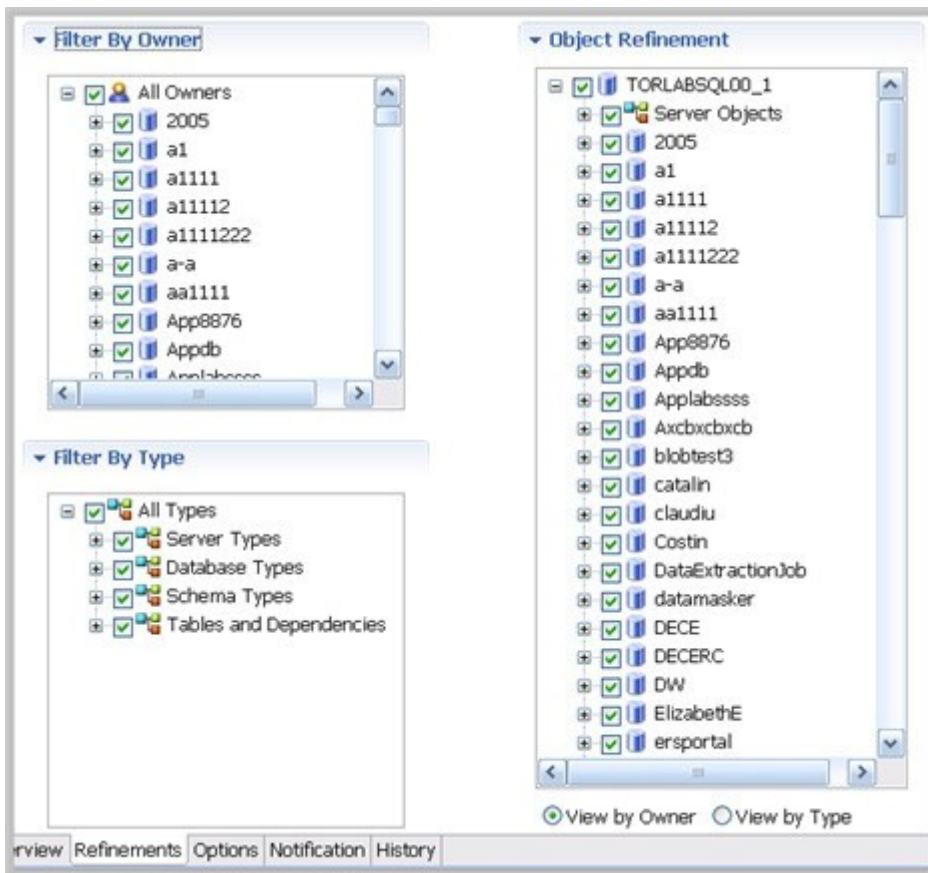 Filter By Owner
All Owners
2005
a1
a1111
a11112
a1111222
a-a
aa1111
App8876
Appdb
Applabssss
Filter By Type
All Types
Server Types
Database Types
Schema Types
Tables and Dependencies
Object Refinement
TORLABSQL00_1
Server Objects
2005
a1
a1111
a11112
a1111222
a-a
aa1111
App8876
Appdb
Applabssss
Axcbxcbxcb
blobtest3
catalin
claudiu
Costin
DataExtractionJob
datamasker
DECE
DECERC
DW
ElizabethE
ersportal
View by Owner View by Type
rview Refinements Options Notification History